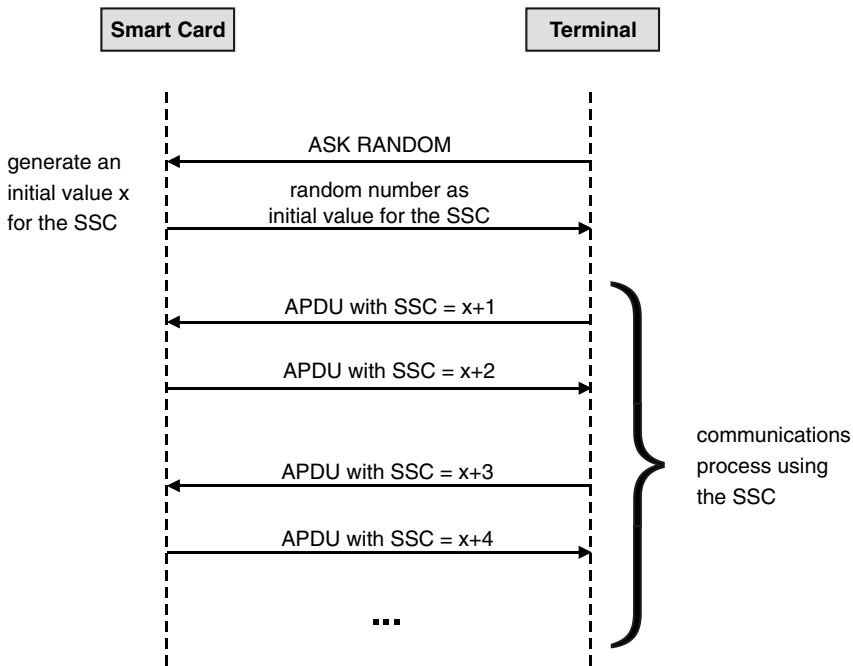 Smart Card
Terminal
ASK RANDOM
generate an
initial value x
for the SSC
random number as
initial value for the SSC
APDU with SSC = x+1
APDU with SSC = x+2
APDU with SSC = x+3
APDU with SSC = x+4
...
communications
process using
the SSC